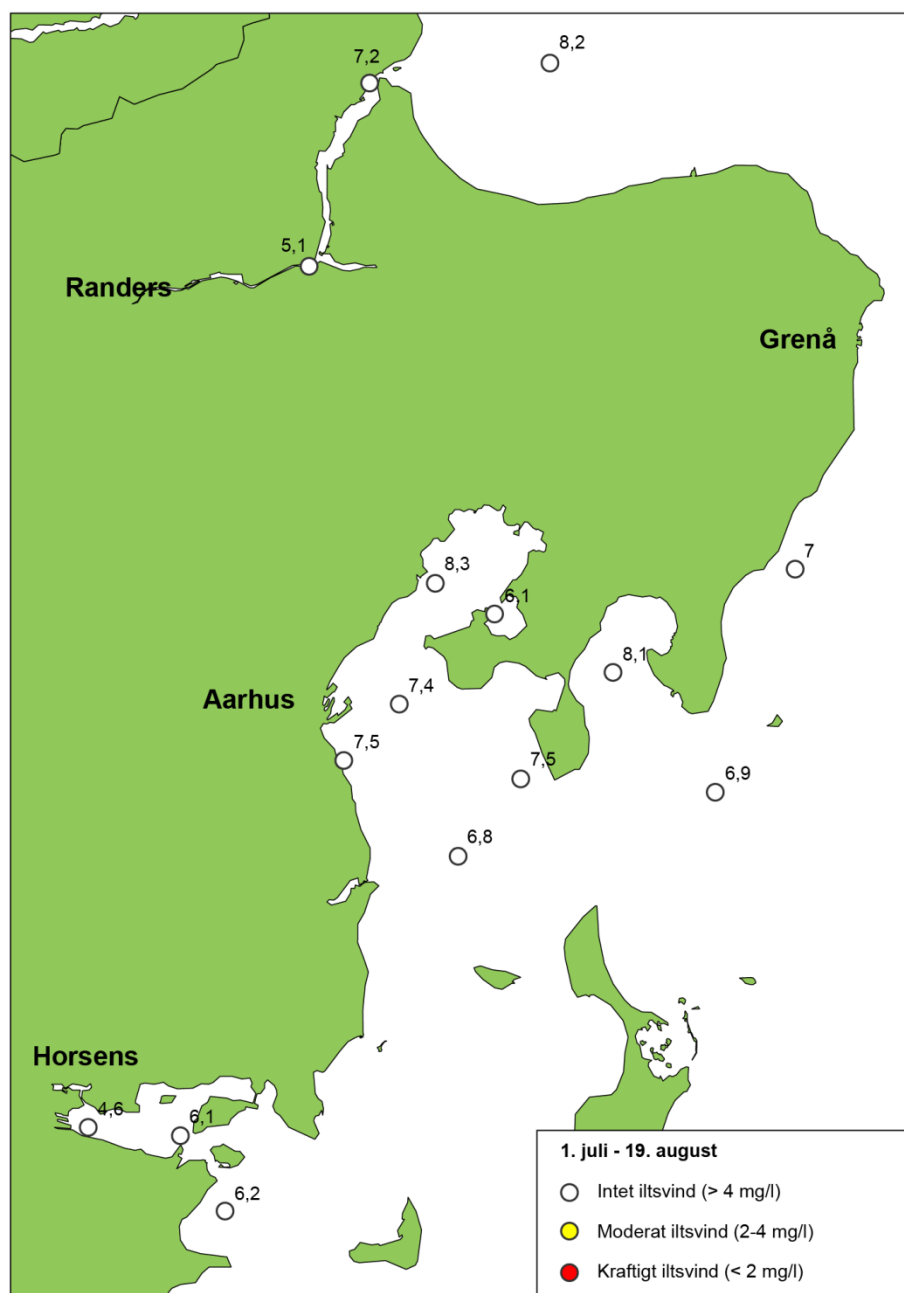 8,2
7,2
5,1
Randers
Grenå
7
8,3
6,1
8,1
Aarhus
7,4
7,5
7,5
6,9
6,8
Horsens
4,6
6,1
6,2
1. juli - 19. august
Intet iltsvind (> 4 mg/l)
Moderat iltsvind (2-4 mg/l)
Kraftigt iltsvind (< 2 mg/l)